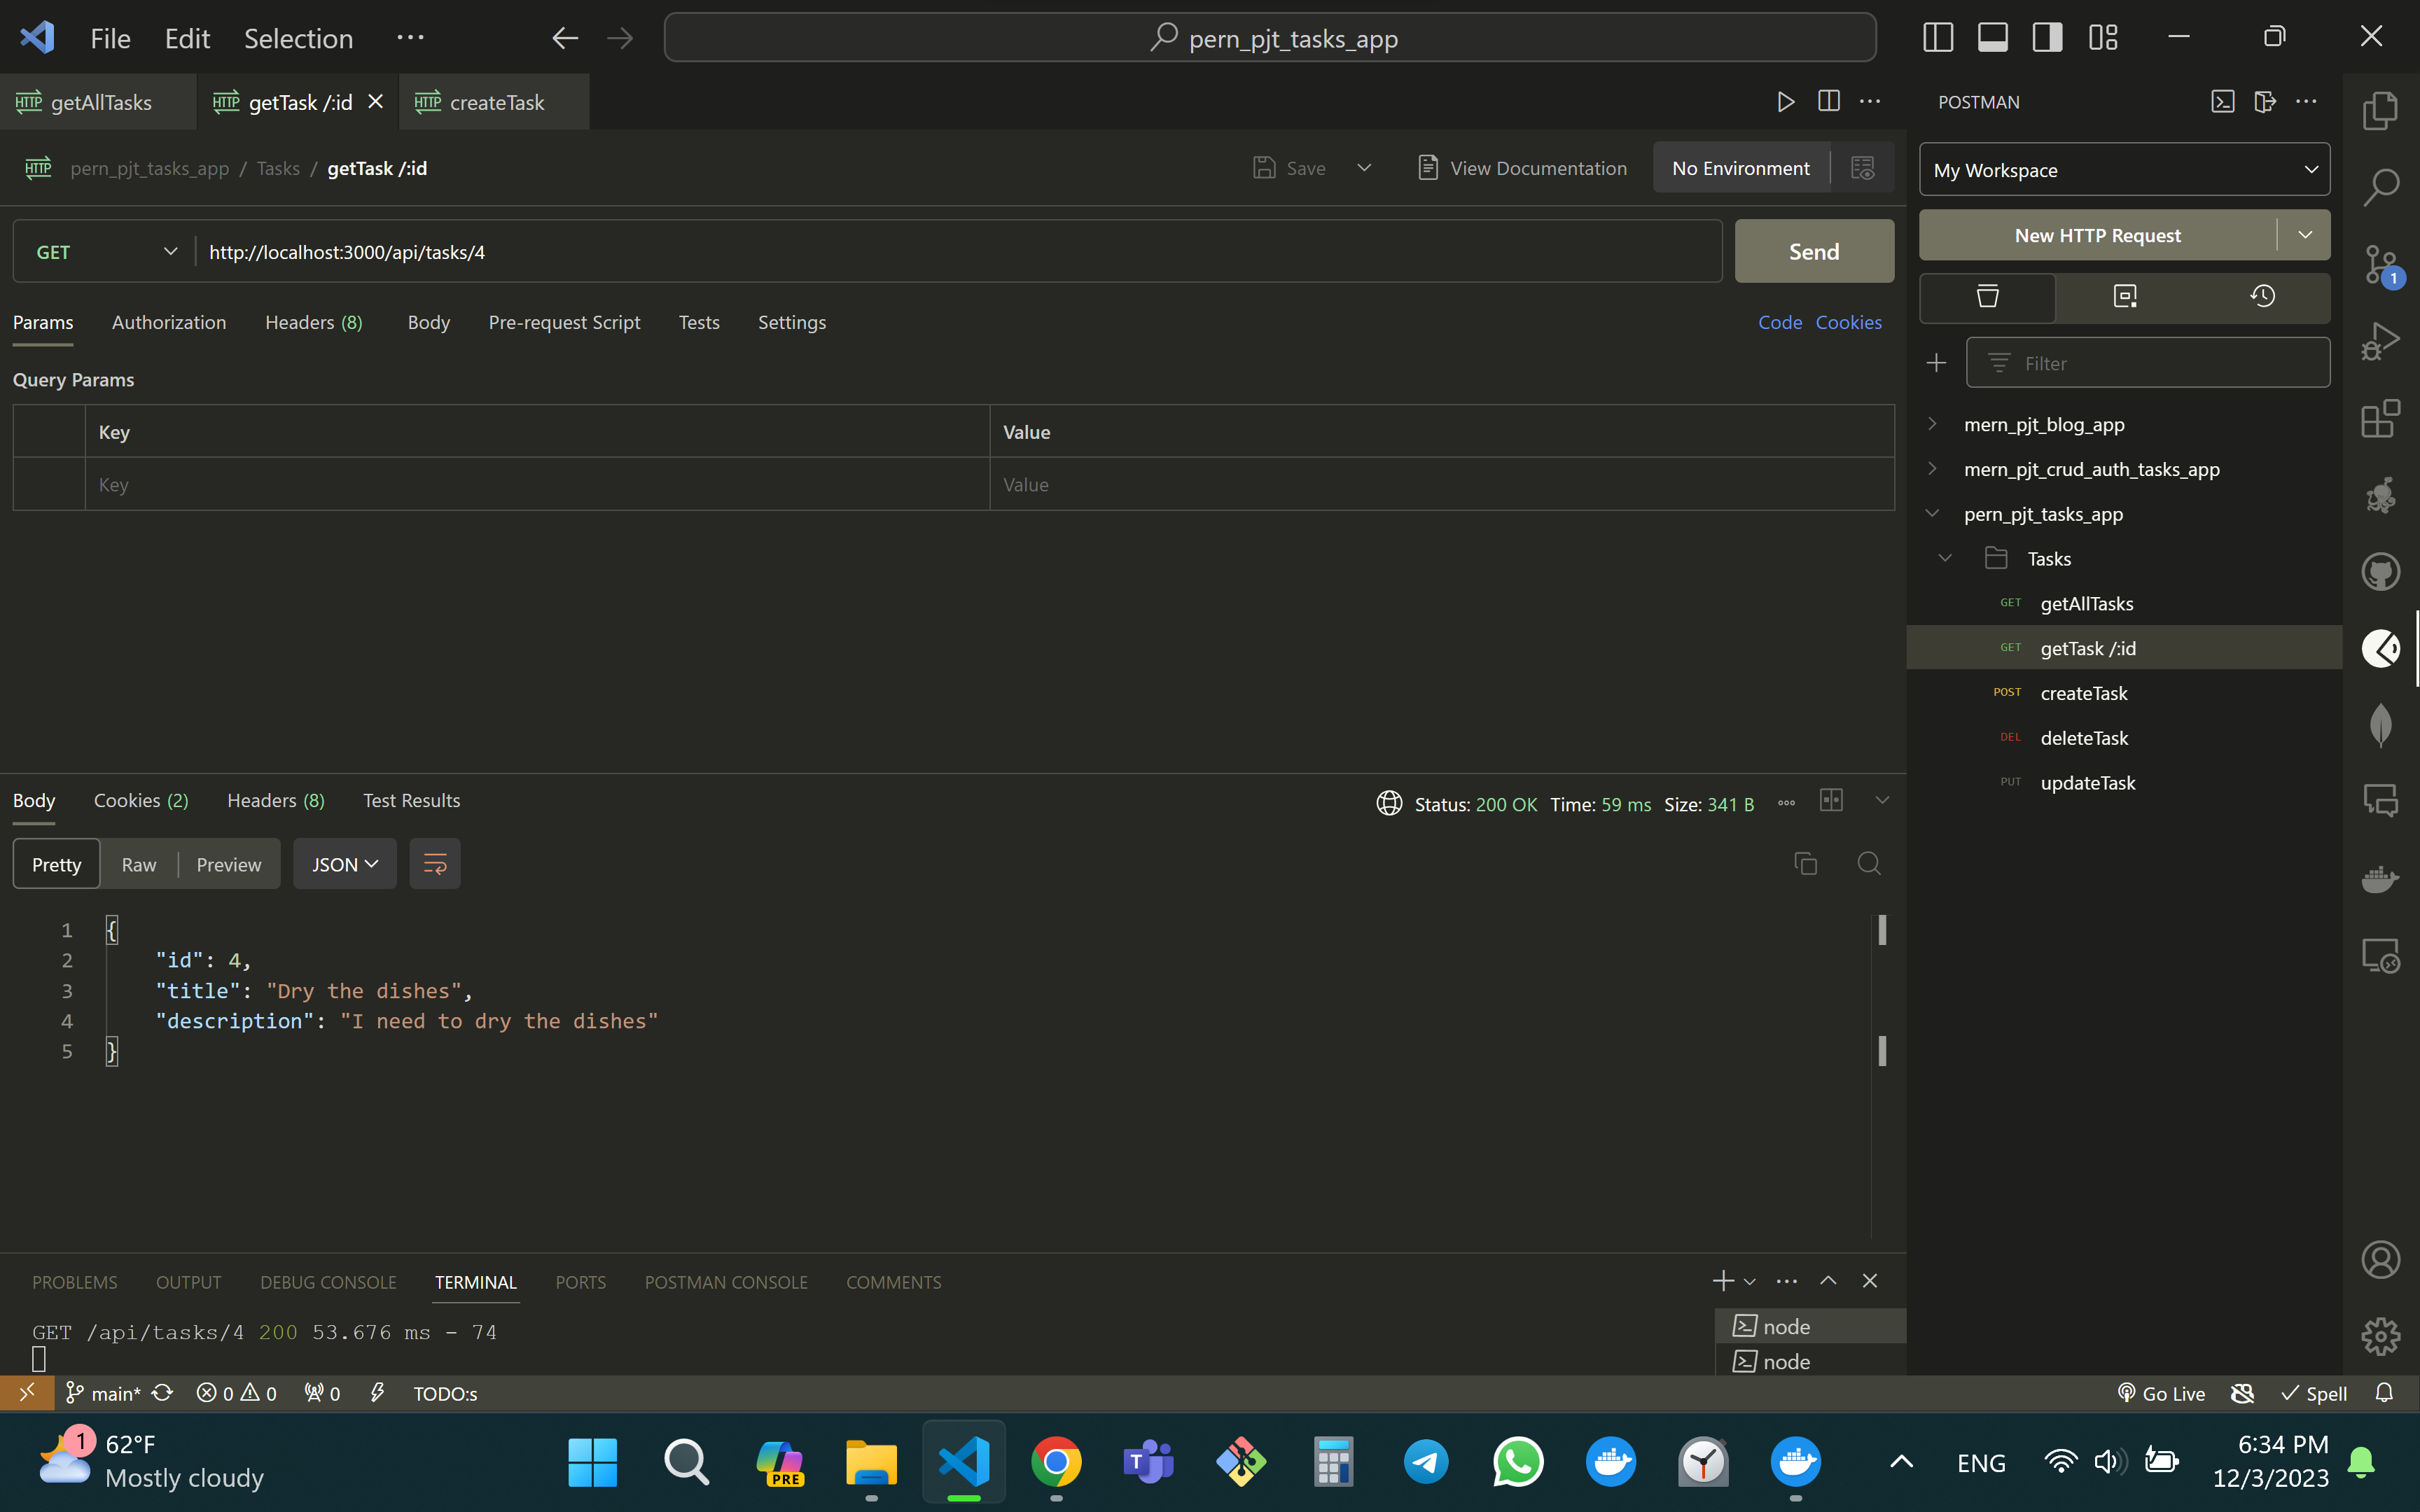 File Edit Selection ··· pern_pjt_tasks_app
HTTP getAllTasks HTTP getTask /:id HTTP createTask
POSTMAN
HTTP pern_pjt_tasks_app / Tasks / getTask /:id Save View Documentation No Environment
My Workspace
GET http://localhost:3000/api/tasks/4 Send
New HTTP Request
Params Authorization Headers (8) Body Pre-request Script Tests Settings Code Cookies
Query Params
Key Value
Key Value
Filter
mern_pjt_blog_app
mern_pjt_crud_auth_tasks_app
pern_pjt_tasks_app
Tasks
GET getAllTasks
GET getTask /:id
POST createTask
DEL deleteTask
PUT updateTask
1
Body Cookies (2) Headers (8) Test Results Status: 200 OK Time: 59 ms Size: 341 B
Pretty Raw Preview JSON
1 {
2 "id": 4,
3 "title": "Dry the dishes",
4 "description": "I need to dry the dishes"
5 }
PROBLEMS OUTPUT DEBUG CONSOLE TERMINAL PORTS POSTMAN CONSOLE COMMENTS
GET /api/tasks/4 200 53.676 ms - 74
node
node
main* 0 0 0 TODO:s Go Live Spell
1 62°F
Mostly cloudy
PRE
T
ENG
6:34 PM
12/3/2023